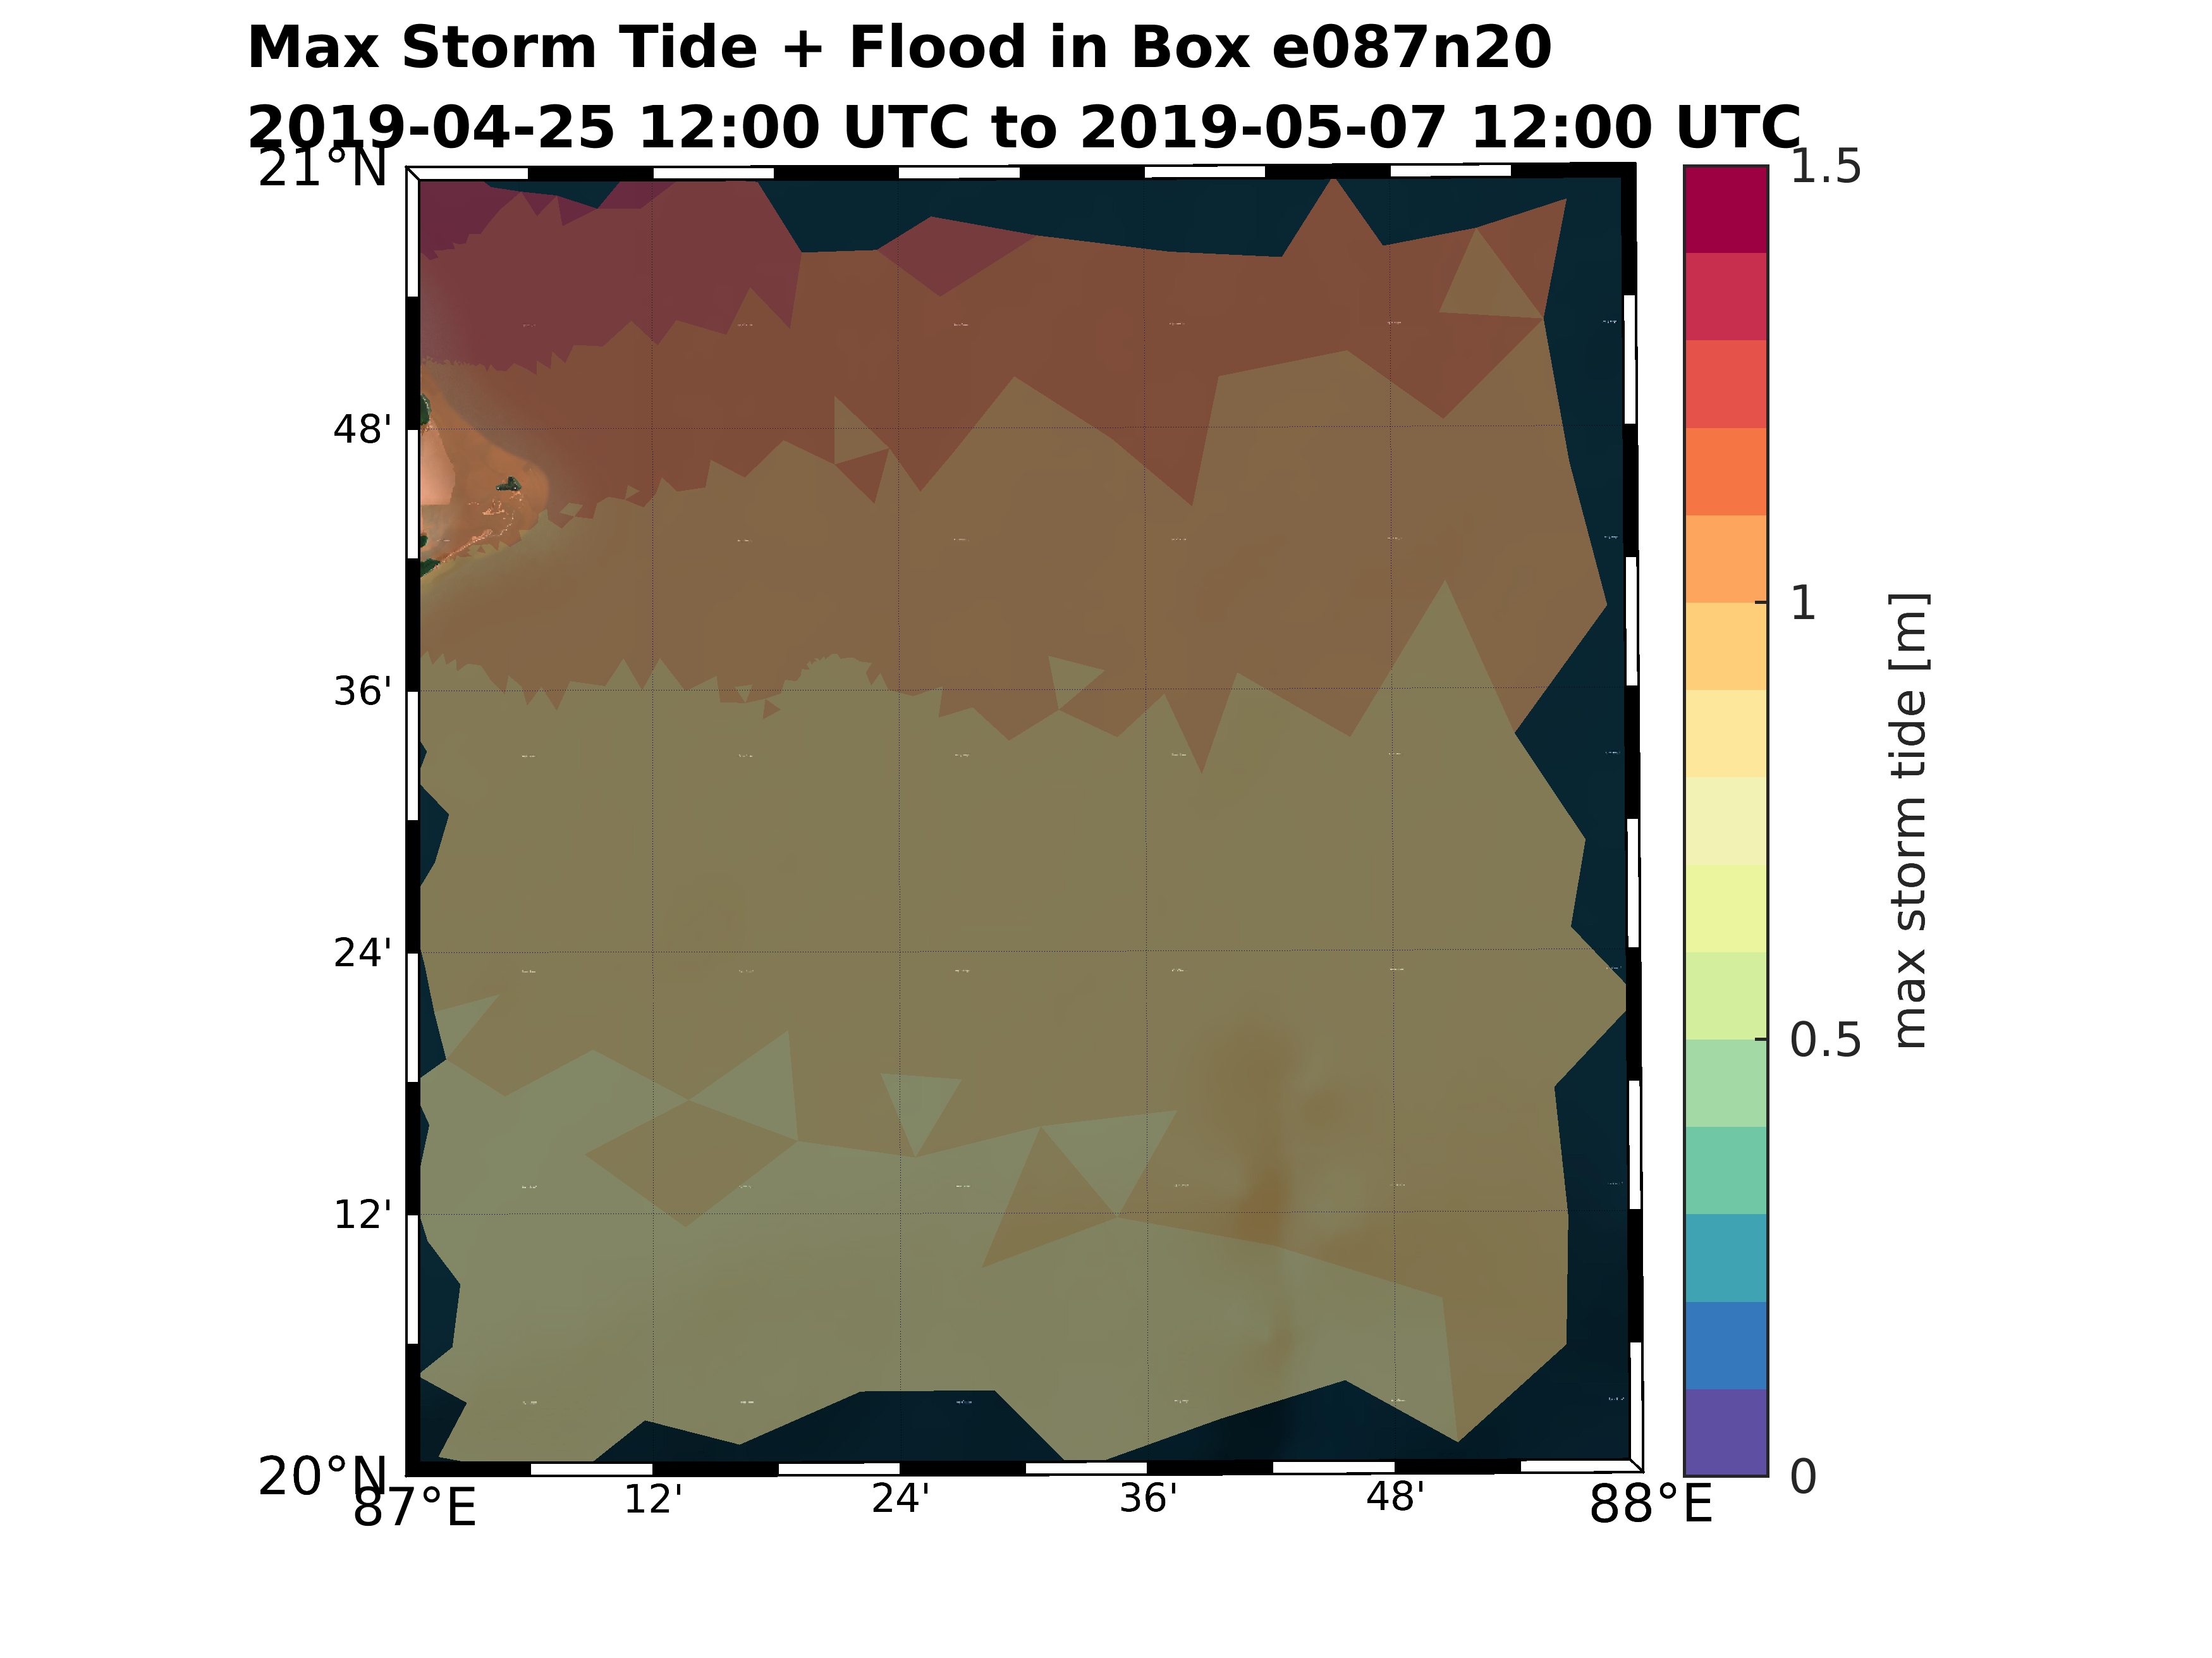 Max Storm Tide + Flood in Box e087n20
2019-04-25 12:00 UTC to 2019-05-07 12:00 UTC
21°N
48'
36'
24'
12'
20°N
87°E
12'
24'
36'
48'
88°E
1.5
1
0.5
0
max storm tide [m]